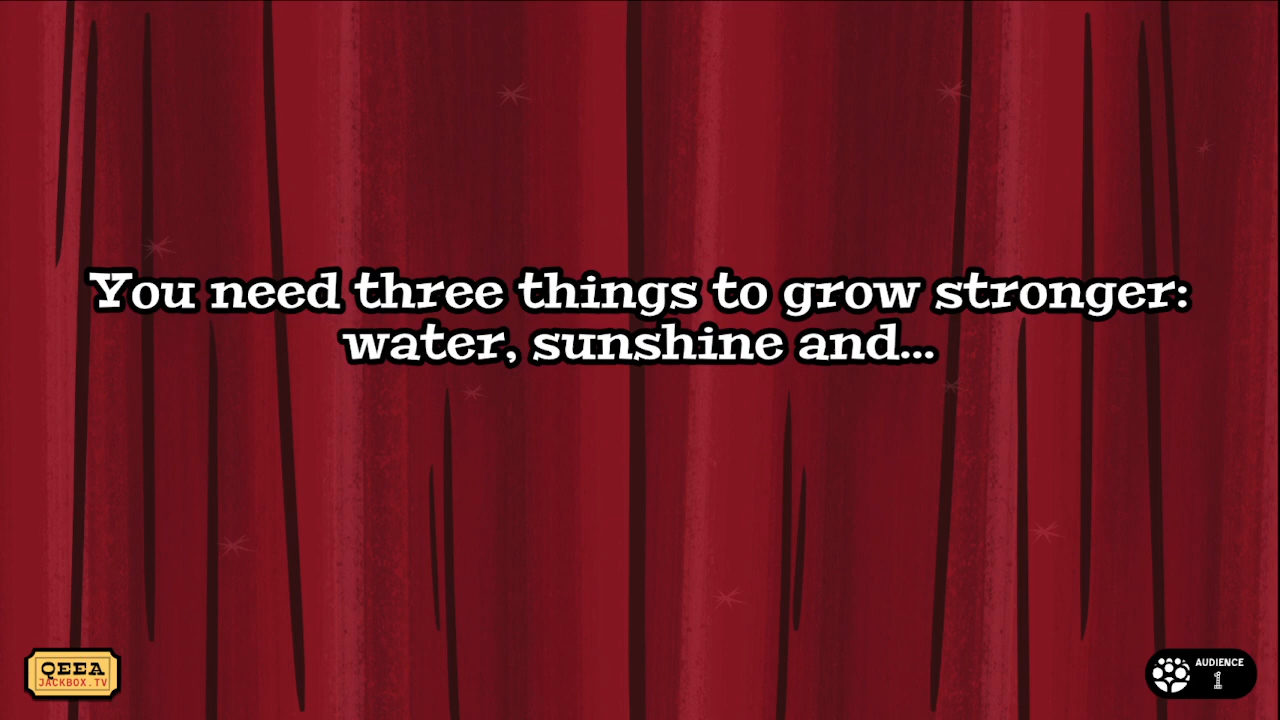 You need three things to grow stronger:
water, sunshine and...
QEEA
JACKBOX.TV
AUDIENCE
1